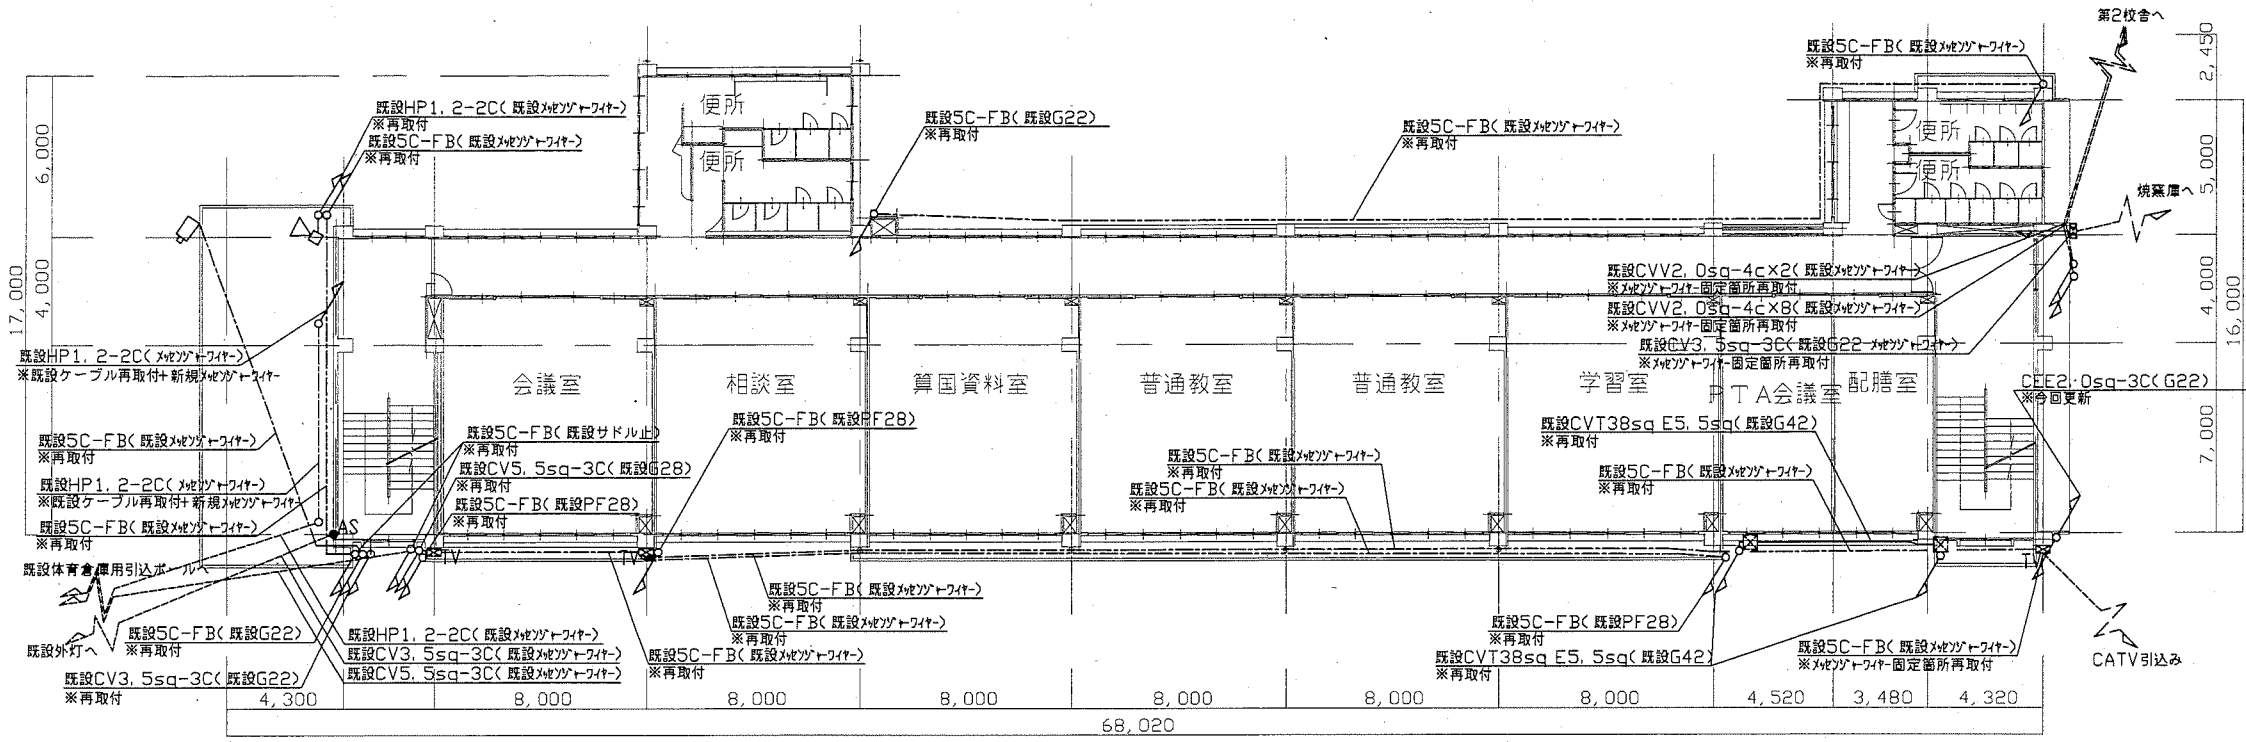 第2校舎へ
既設5C-FB(既設メッセンジャーワイヤー)
※再取付
2,450
既設HP1.2-2C(既設メッセンジャーワイヤー)
※再取付
既設5C-FB(既設メッセンジャーワイヤー)
※再取付
便所
便所
既設5C-FB(既設G22)
※再取付
既設5C-FB(既設メッセンジャーワイヤー)
※再取付
便所
便所
6,000
5,000
焼窯庫へ
17,000
4,000
既設CVV2.0sq-4c×2(既設メッセンジャーワイヤー)
※メッセンジャーワイヤー固定箇所再取付
既設CVV2.0sq-4c×8(既設メッセンジャーワイヤー)
※メッセンジャーワイヤー固定箇所再取付
既設CV3.5sq-3C(既設G22 メッセンジャーワイヤー)
※メッセンジャーワイヤー固定箇所再取付
4,000
16,000
既設HP1.2-2C(メッセンジャーワイヤー)
※既設ケーブル再取付+新規メッセンジャーワイヤー
会議室
相談室
算国資料室
普通教室
普通教室
学習室
PTA会議室
配膳室
CEE2.0sq-3C(G22)
※今回更新
7,000
既設5C-FB(既設メッセンジャーワイヤー)
※再取付
既設5C-FB(既設サドル止)
※再取付
既設5C-FB(既設PF28)
※再取付
既設CVT38sq E5.5sq(既設G42)
※再取付
既設CV5.5sq-3C(既設G28)
※再取付
既設5C-FB(既設メッセンジャーワイヤー)
※再取付
既設5C-FB(既設メッセンジャーワイヤー)
※再取付
既設HP1.2-2C(メッセンジャーワイヤー)
※既設ケーブル再取付+新規メッセンジャーワイヤー
既設5C-FB(既設PF28)
※再取付
既設5C-FB(既設メッセンジャーワイヤー)
※再取付
既設5C-FB(既設メッセンジャーワイヤー)
※再取付
AS
TV
TV
TV
既設体育倉庫用引込ポール
既設5C-FB(既設メッセンジャーワイヤー)
※再取付
既設5C-FB(既設メッセンジャーワイヤー)
※再取付
既設5C-FB(既設PF28)
※再取付
既設外灯へ
既設5C-FB(既設G22)
※再取付
既設HP1.2-2C(既設メッセンジャーワイヤー)
既設CV3.5sq-3C(既設メッセンジャーワイヤー)
既設CV5.5sq-3C(既設メッセンジャーワイヤー)
既設5C-FB(既設メッセンジャーワイヤー)
※再取付
既設CVT38sq E5.5sq(既設G42)
※再取付
既設5C-FB(既設メッセンジャーワイヤー)
※メッセンジャーワイヤー固定箇所再取付
CATV引込み
既設CV3.5sq-3C(既設G22)
※再取付
4,300
8,000
8,000
8,000
8,000
8,000
8,000
4,520
3,480
4,320
68,020